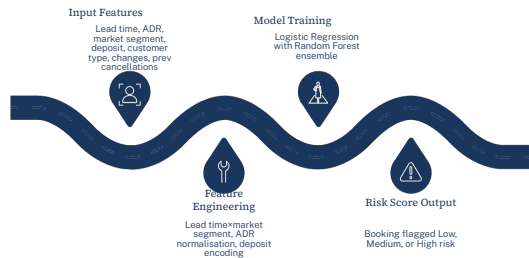 Input Features
Lead time, ADR,
market segment,
deposit, customer
type, changes, prev
cancellations
Model Training
Logistic Regression
with Random Forest
ensemble
Feature
Engineering
Lead time×market
segment, ADR
normalisation, deposit
encoding
Risk Score Output
Booking flagged Low,
Medium, or High risk